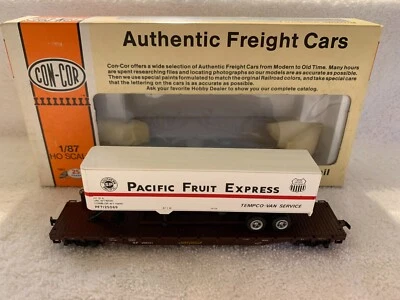 CON-COR
1/87
HO SCALE
Authentic Freight Cars
Con-Cor offers a wide selection of Authentic Freight Cars from Modern to Old Time. Many hours
are spent researching files and locating photographs so our models are as accurate as possible.
Then we use special paints formulated to match the original Railroad colors, and take special care
that the lettering on the cars is as accurate as possible.
Ask your favorite Hobby Dealer to show you our complete catalog.
PACIFIC FRUIT EXPRESS
TEMPCO-VAN SERVICE